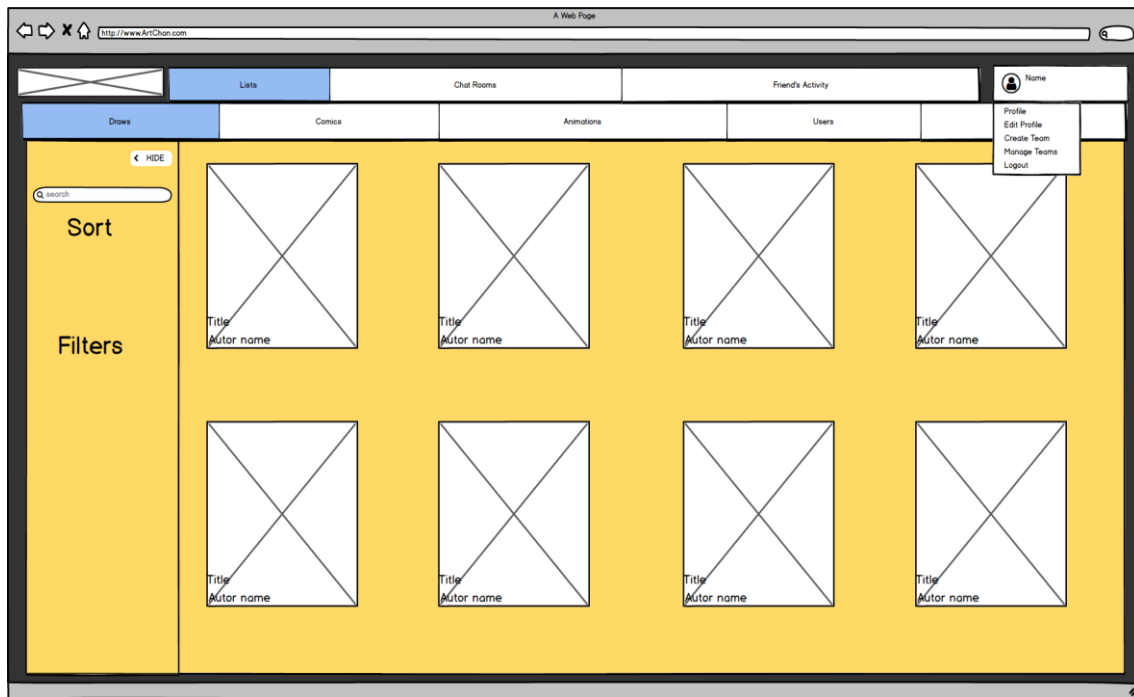 A Web Page
http://www.ArtChan.com
Lists
Chat Rooms
Friend's Activity
Name
Draws
Comics
Animations
Users
Profile
Edit Profile
Create Team
Manage Teams
Logout
HIDE
search
Sort
Filters
Title
Autor name
Title
Autor name
Title
Autor name
Title
Autor name
Title
Autor name
Title
Autor name
Title
Autor name
Title
Autor name